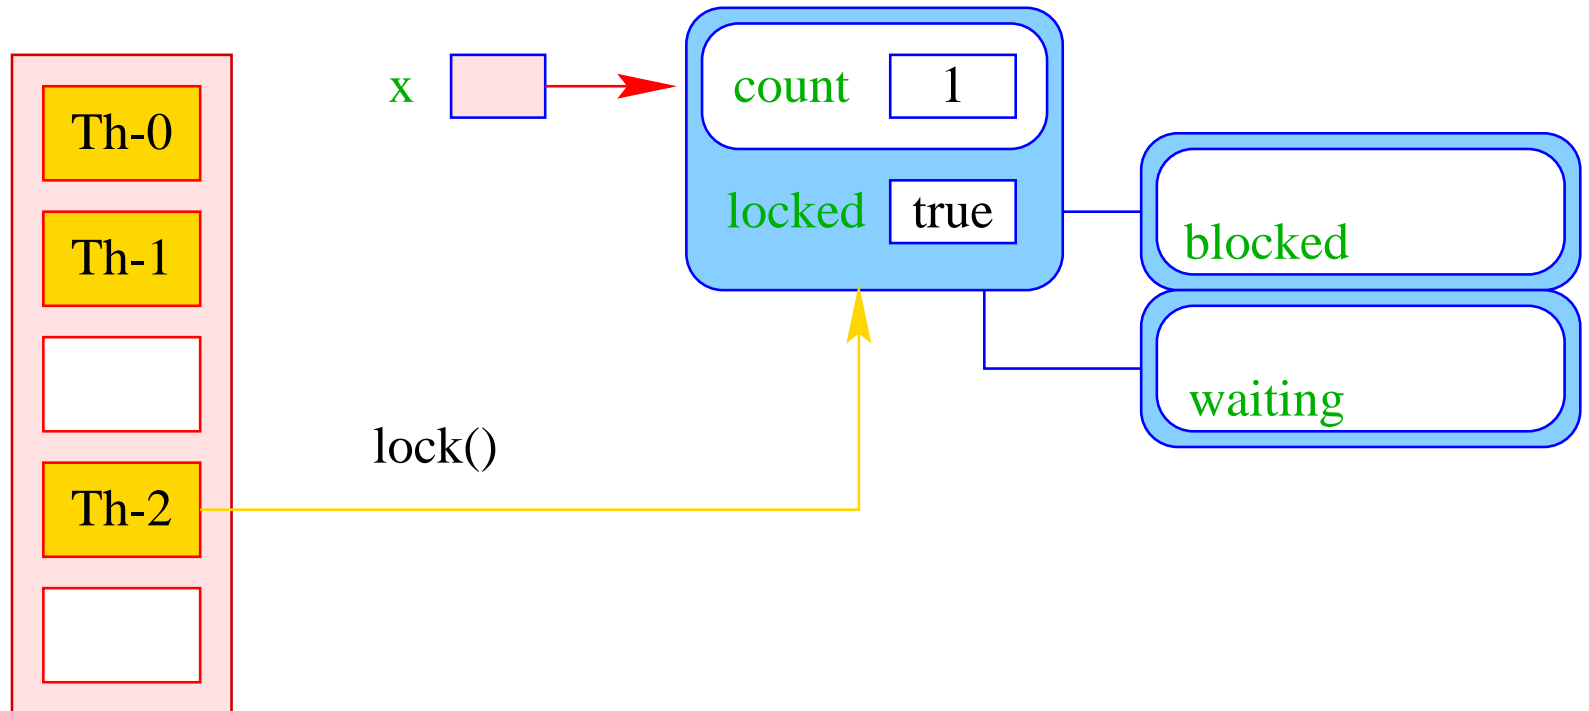 Th-0
Th-1
Th-2
x
count 1
locked true
blocked
waiting
lock()